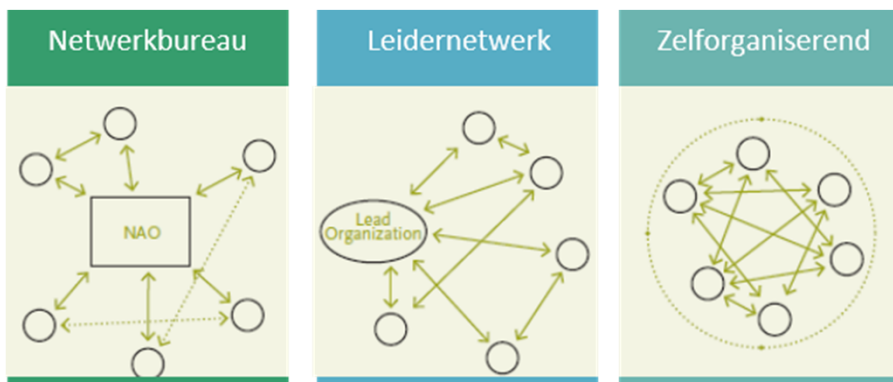 Netwerkbureau
Leidernetwerk
Zelforganiserend
NAO
Lead
Organization